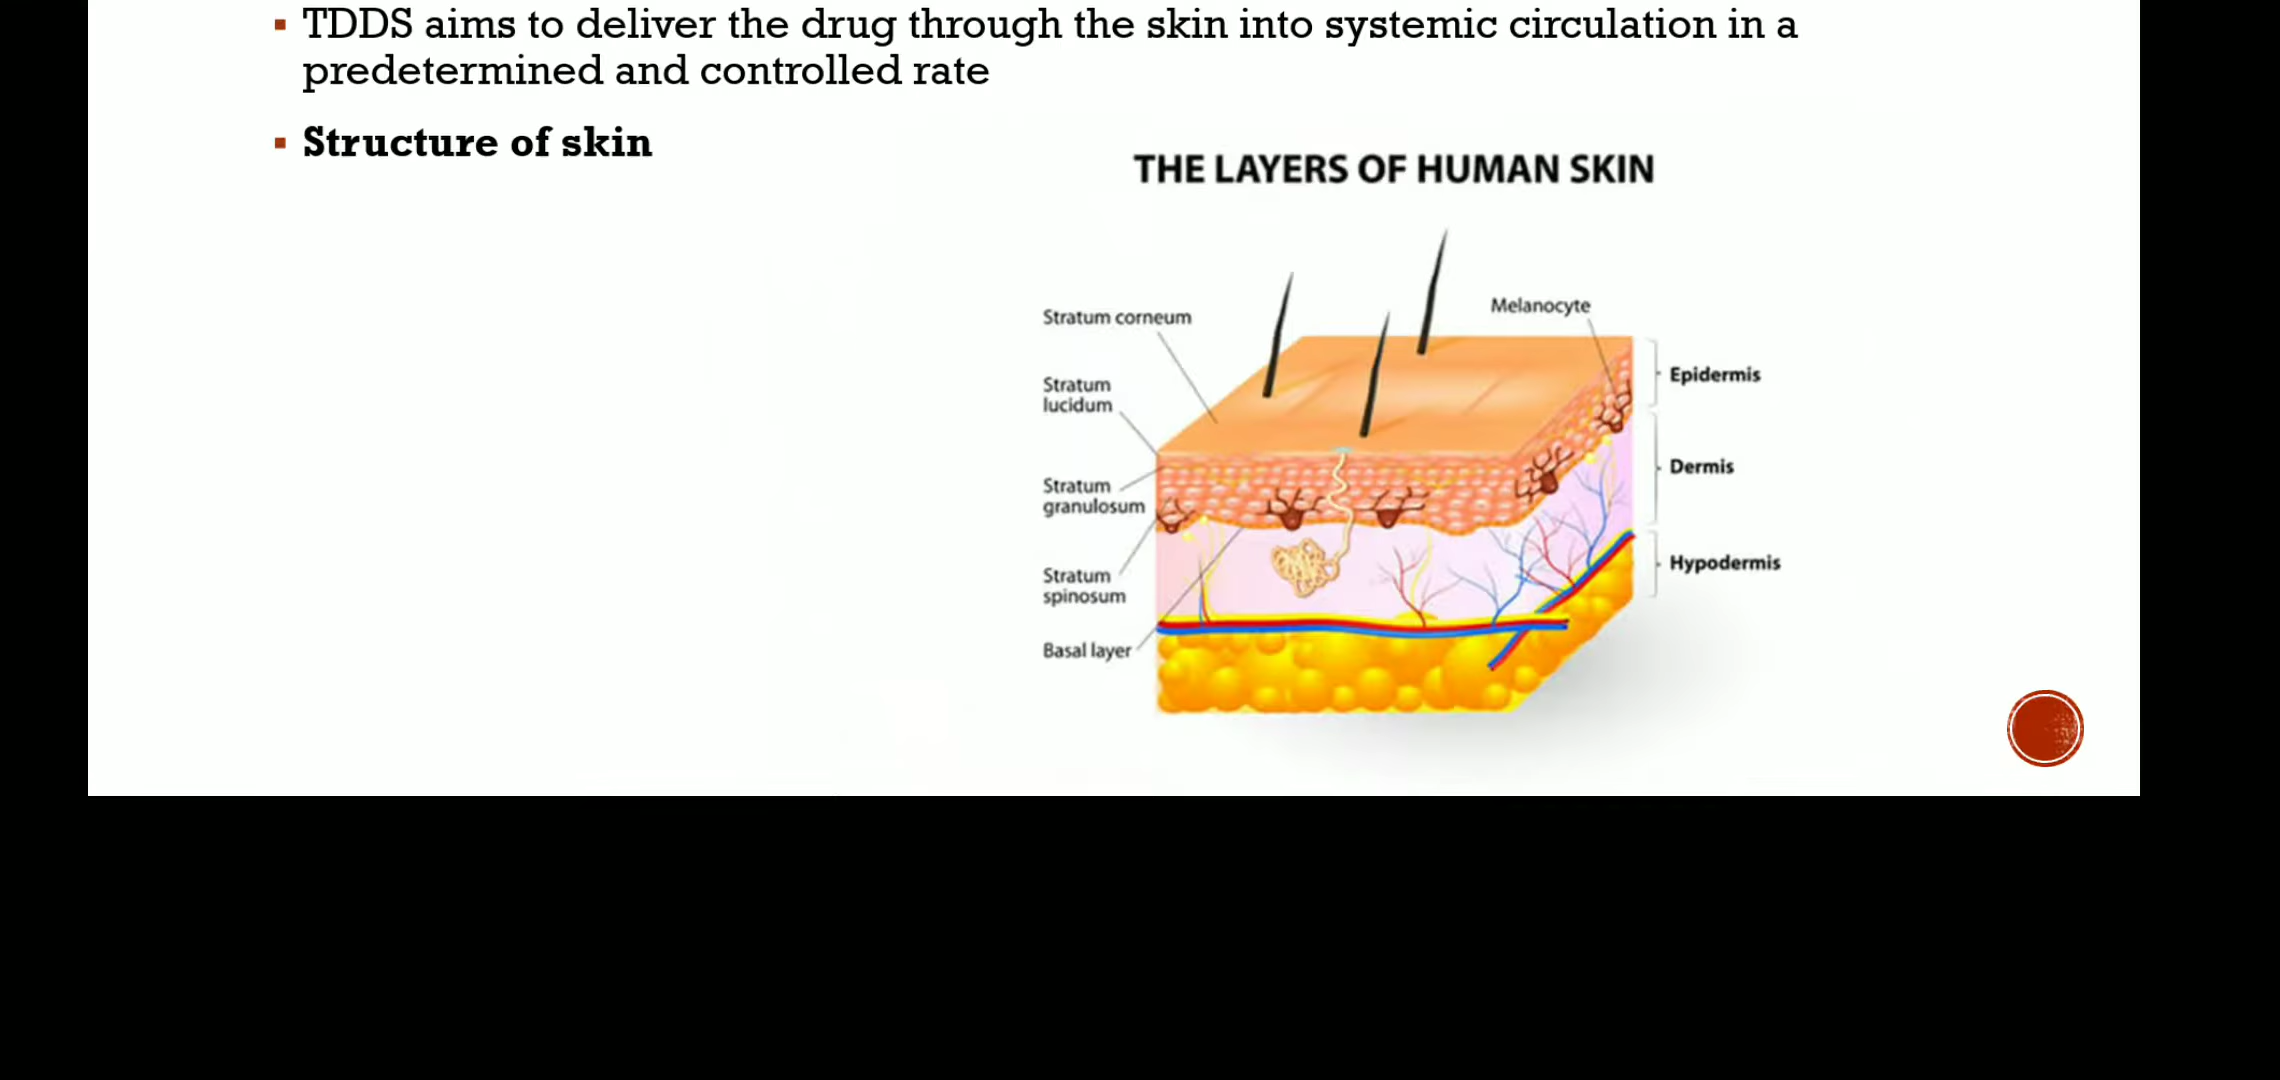 TDDS aims to deliver the drug through the skin into systemic circulation in a
predetermined and controlled rate
Structure of skin
THE LAYERS OF HUMAN SKIN
Stratum corneum
Melanocyte
Epidermis
Stratum
lucidum
Dermis
Stratum
granulosum
Hypodermis
Stratum
spinosum
Basal layer